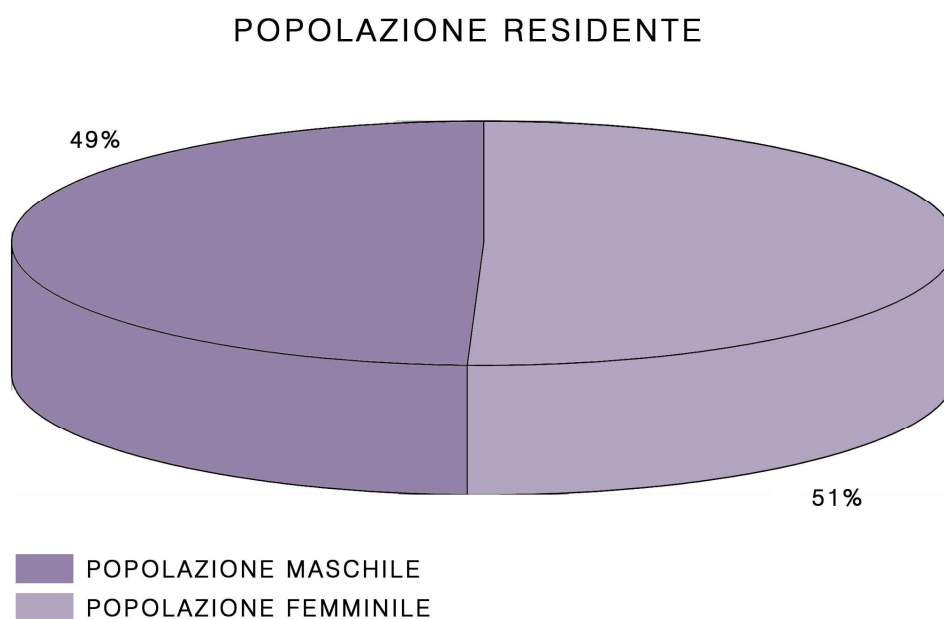 POPOLAZIONE RESIDENTE
49%
51%
POPOLAZIONE MASCHILE
POPOLAZIONE FEMMINILE